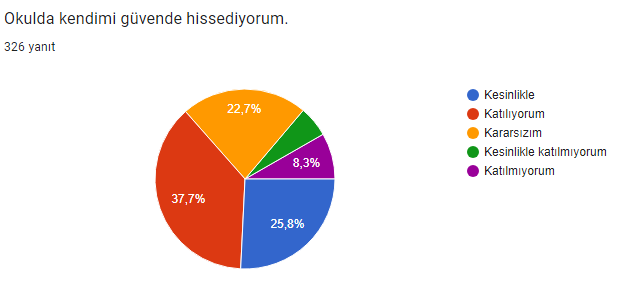 Okulda kendimi güvende hissediyorum.
326 yanıt
22,7%
8,3%
37,7%
25,8%
Kesinlikle
Katılıyorum
Kararsızım
Kesinlikle katılmıyorum
Katılmıyorum